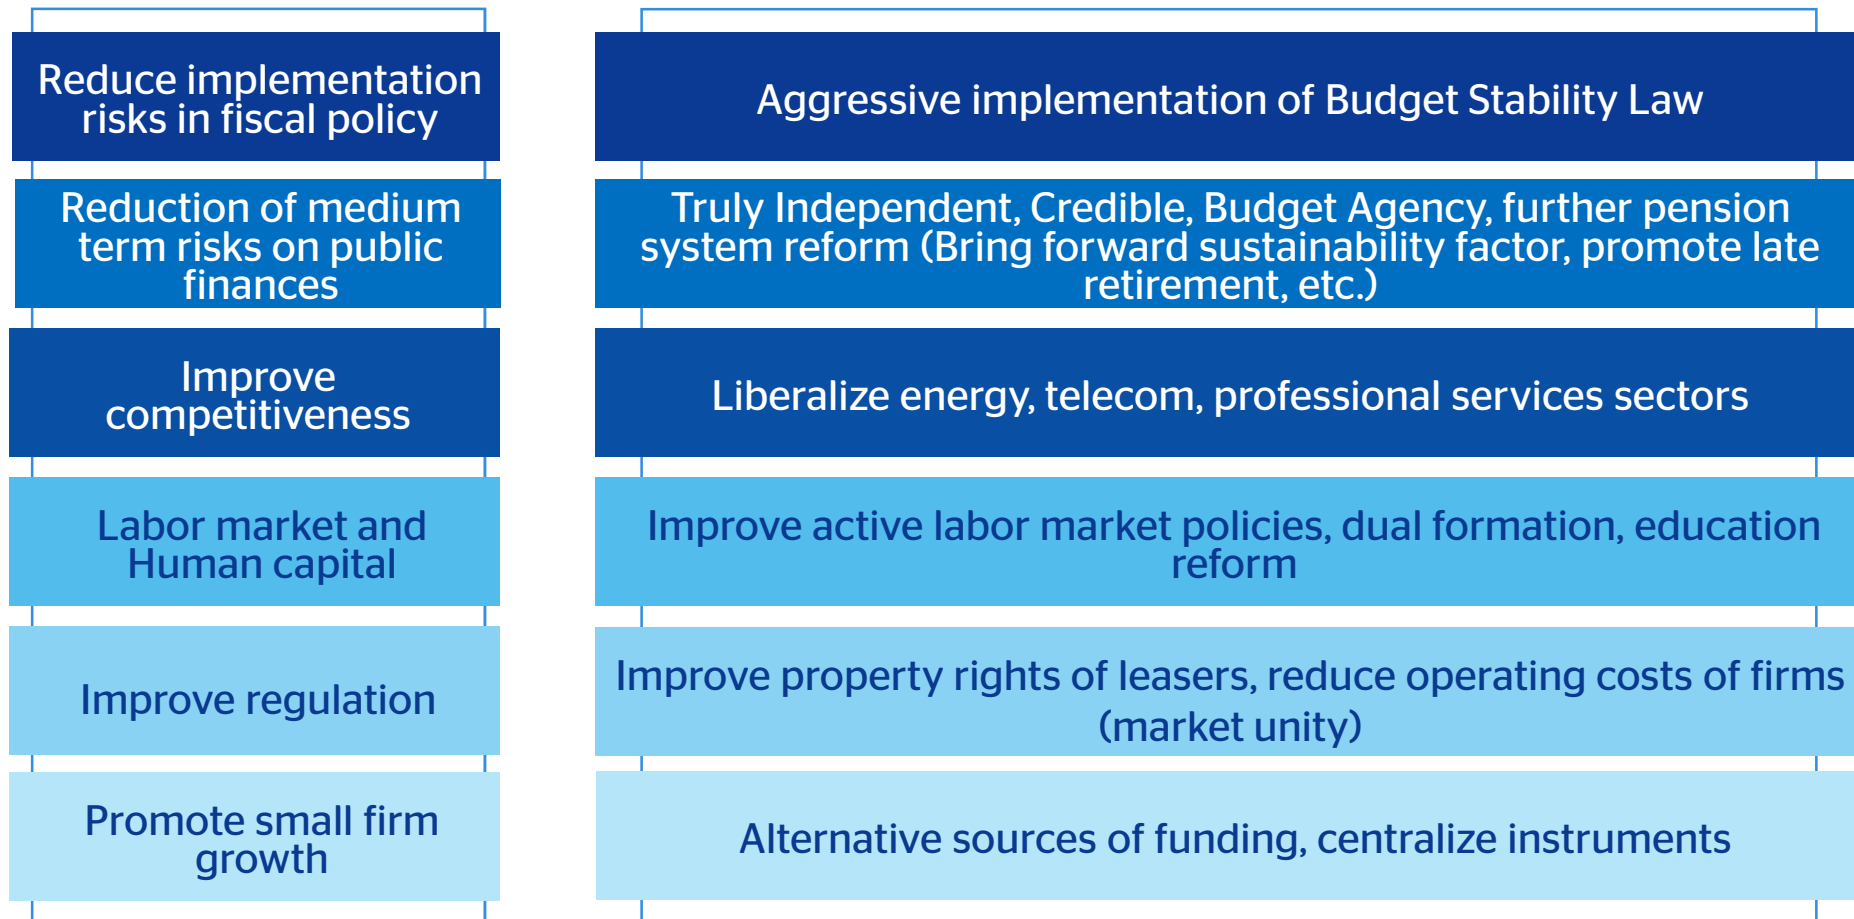 Reduce implementation
risks in fiscal policy
Aggressive implementation of Budget Stability Law
Reduction of medium
term risks on public
finances
Truly Independent, Credible, Budget Agency, further pension
system reform (Bring forward sustainability factor, promote late
retirement, etc.)
Improve
competitiveness
Liberalize energy, telecom, professional services sectors
Labor market and
Human capital
Improve active labor market policies, dual formation, education
reform
Improve regulation
Improve property rights of leasers, reduce operating costs of firms
(market unity)
Promote small firm
growth
Alternative sources of funding, centralize instruments